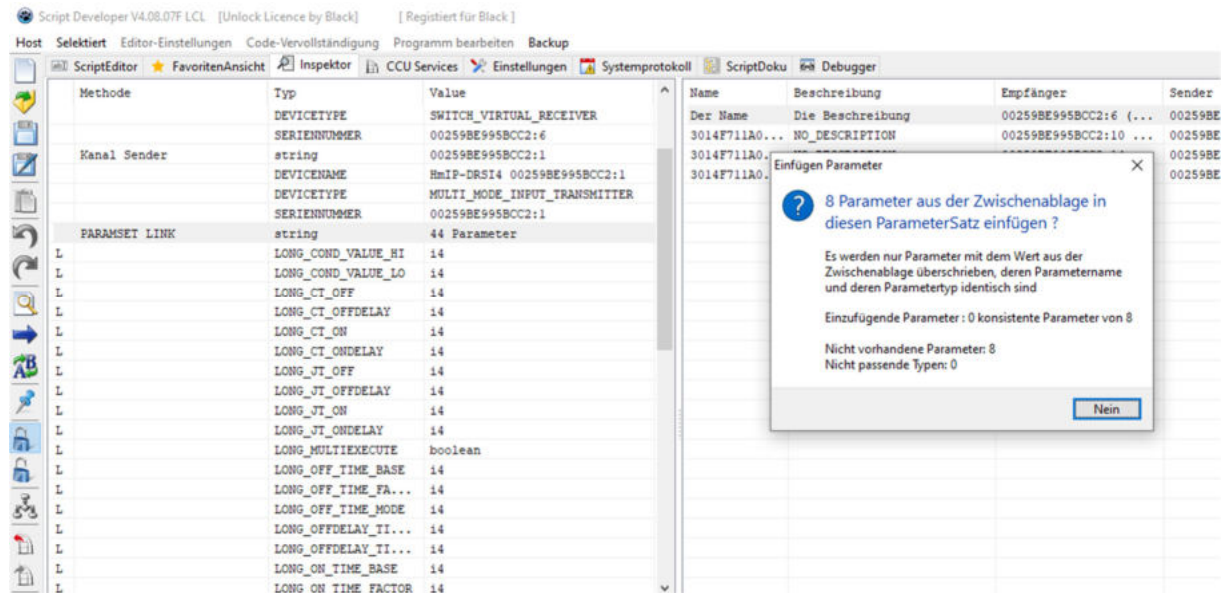 Script Developer V4.08.07F LCL [Unlock Licence by Black] [ Registiert für Black ]
Host Selektiert Editor-Einstellungen Code-Vervollständigung Programm bearbeiten Backup
ScriptEditor FavoritenAnsicht Inspektor CCU Services Einstellungen Systemprotokoll ScriptDoku Debugger
Methode Typ Value
DEVICETYPE SWITCH_VIRTUAL_RECEIVER
SERIENNUMMER 00259BE995BCC2:6
Kanal Sender string 00259BE995BCC2:1
DEVICENAME HmIP-DRSI4 00259BE995BCC2:1
DEVICETYPE MULTI_MODE_INPUT_TRANSMITTER
SERIENNUMMER 00259BE995BCC2:1
PARAMSET LINK string 44 Parameter
L LONG_COND_VALUE_HI i4
L LONG_COND_VALUE_LO i4
L LONG_CT_OFF i4
L LONG_CT_OFFDELAY i4
L LONG_CT_ON i4
L LONG_CT_ONDELAY i4
L LONG_JT_OFF i4
L LONG_JT_OFFDELAY i4
L LONG_JT_ON i4
L LONG_JT_ONDELAY i4
L LONG_MULTIEXECUTE boolean
L LONG_OFF_TIME_BASE i4
L LONG_OFF_TIME_FA... i4
L LONG_OFF_TIME_MODE i4
L LONG_OFFDELAY_TI... i4
L LONG_OFFDELAY_TI... i4
L LONG_ON_TIME_BASE i4
L LONG_ON_TIME_FACTOR i4
Name Beschreibung Empfänger Sender
Der Name Die Beschreibung 00259BE995BCC2:6 (... 00259BE
3014F711A0... NO_DESCRIPTION 00259BE995BCC2:10 ... 00259BE
3014F711A0. 00259BE
3014F711A0. 00259BE
Einfügen Parameter
8 Parameter aus der Zwischenablage in
diesen ParameterSatz einfügen ?
Es werden nur Parameter mit dem Wert aus der
Zwischenablage überschrieben, deren Parametername
und deren Parametertyp identisch sind
Einzufügende Parameter : 0 konsistente Parameter von 8
Nicht vorhandene Parameter: 8
Nicht passende Typen: 0
Nein